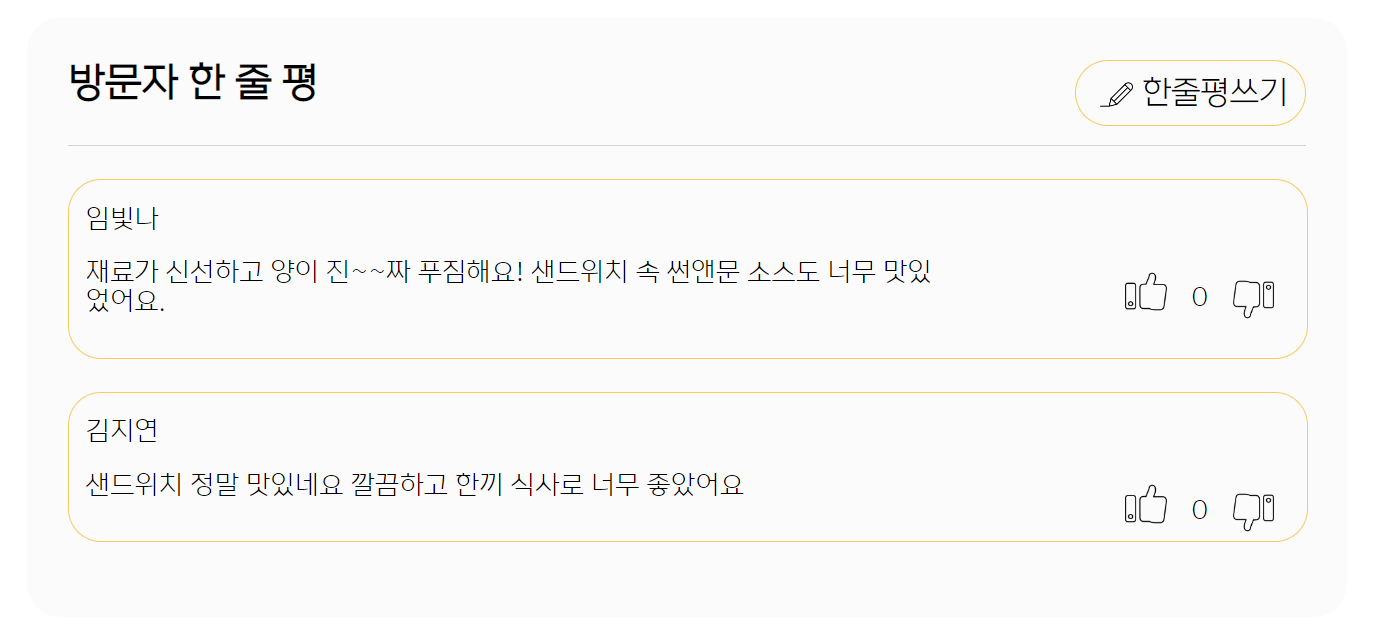 방문자 한 줄 평
한줄평쓰기
임빛나
재료가 신선하고 양이 진~~짜 푸짐해요! 샌드위치 속 썬앤문 소스도 너무 맛있
었어요.
0
김지연
샌드위치 정말 맛있네요 깔끔하고 한끼 식사로 너무 좋았어요
0